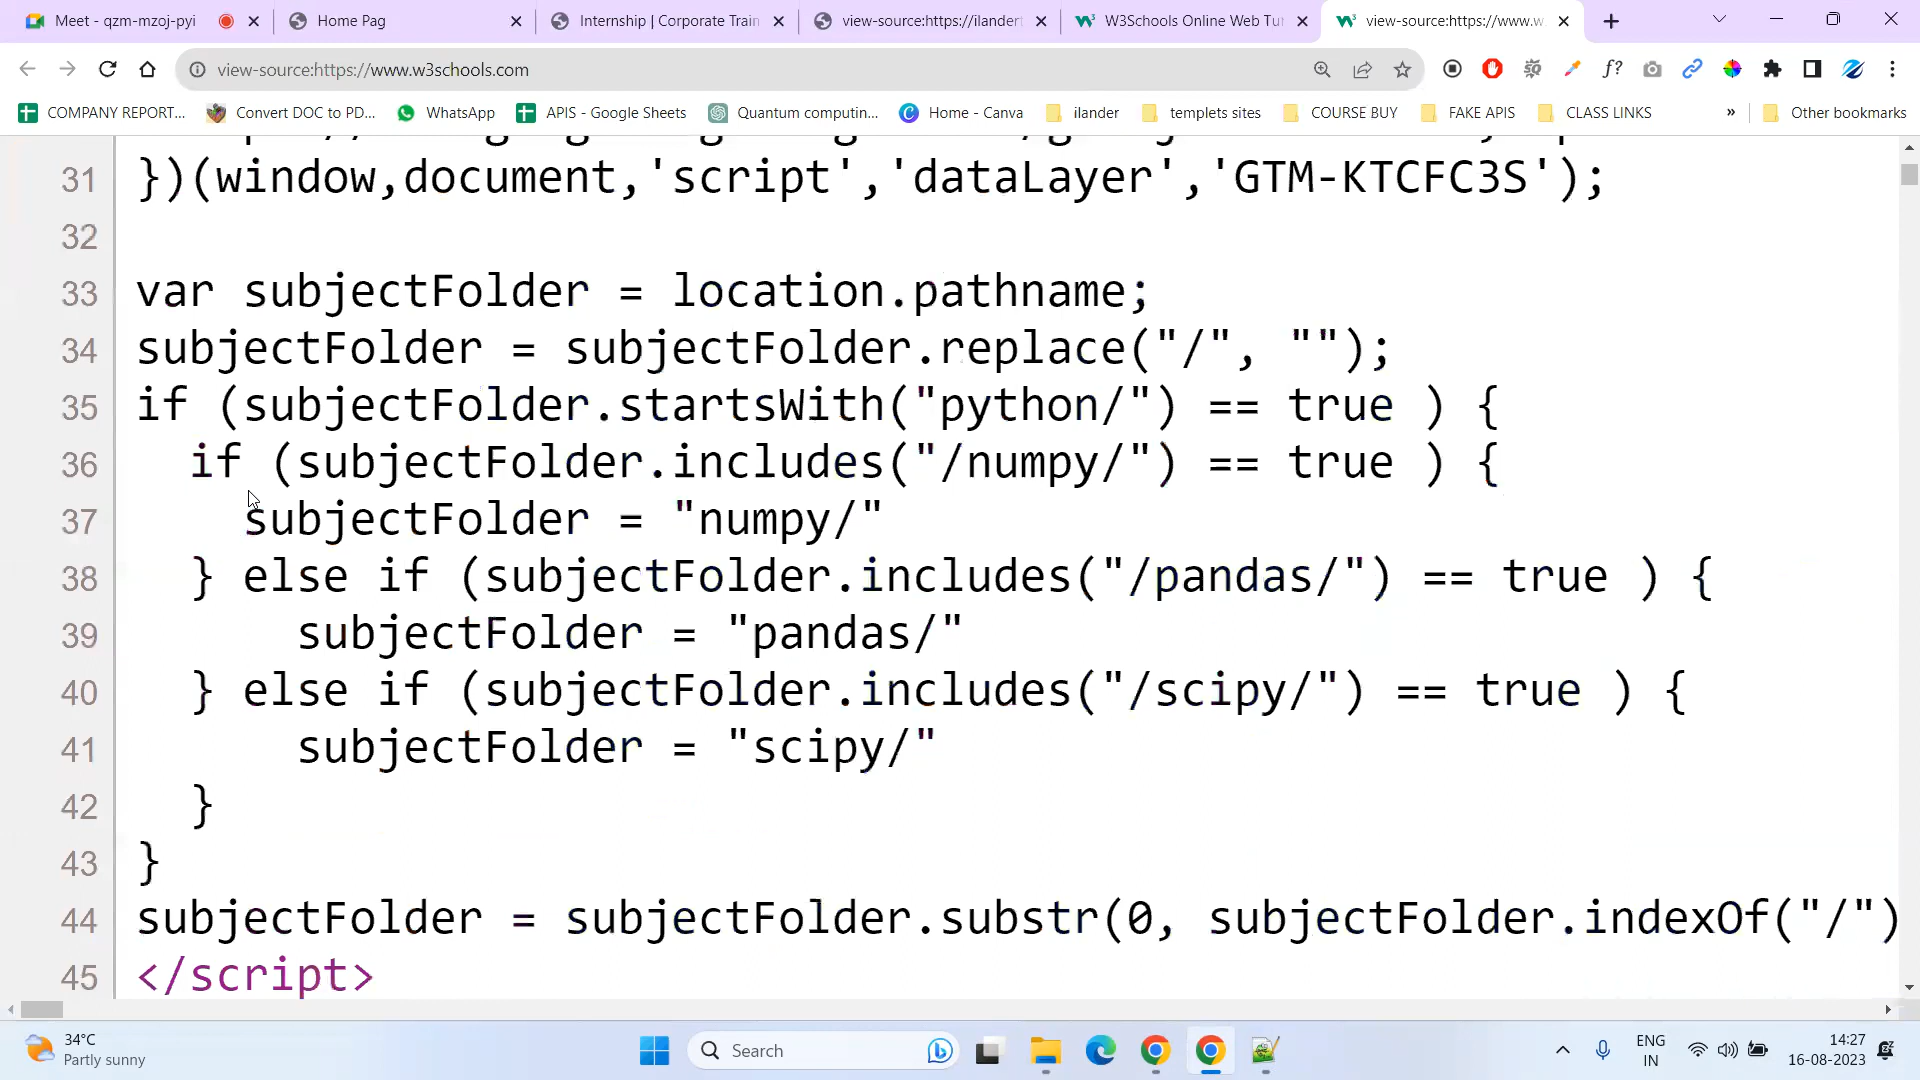 Meet - qzm-mzoj-pyi
Home Pag
Internship | Corporate Train
view-source:https://ilander
W3Schools Online Web Tu
view-source:https://www.w
view-source:https://www.w3schools.com
COMPANY REPORT...
Convert DOC to PD...
WhatsApp
APIS - Google Sheets
Quantum computin...
Home - Canva
ilander
templets sites
COURSE BUY
FAKE APIS
CLASS LINKS
»
Other bookmarks
31 })(window,document,'script','dataLayer','GTM-KTCFC3S');
32
33 var subjectFolder = location.pathname;
34 subjectFolder = subjectFolder.replace("/", "");
35 if (subjectFolder.startsWith("python/") == true ) {
36 if (subjectFolder.includes("/numpy/") == true ) {
37 subjectFolder = "numpy/"
38 } else if (subjectFolder.includes("/pandas/") == true ) {
39 subjectFolder = "pandas/"
40 } else if (subjectFolder.includes("/scipy/") == true ) {
41 subjectFolder = "scipy/"
42 }
43 }
44 subjectFolder = subjectFolder.substr(0, subjectFolder.indexOf("/")
45 </script>
34°C
Partly sunny
Search
ENG
IN
14:27
16-08-2023